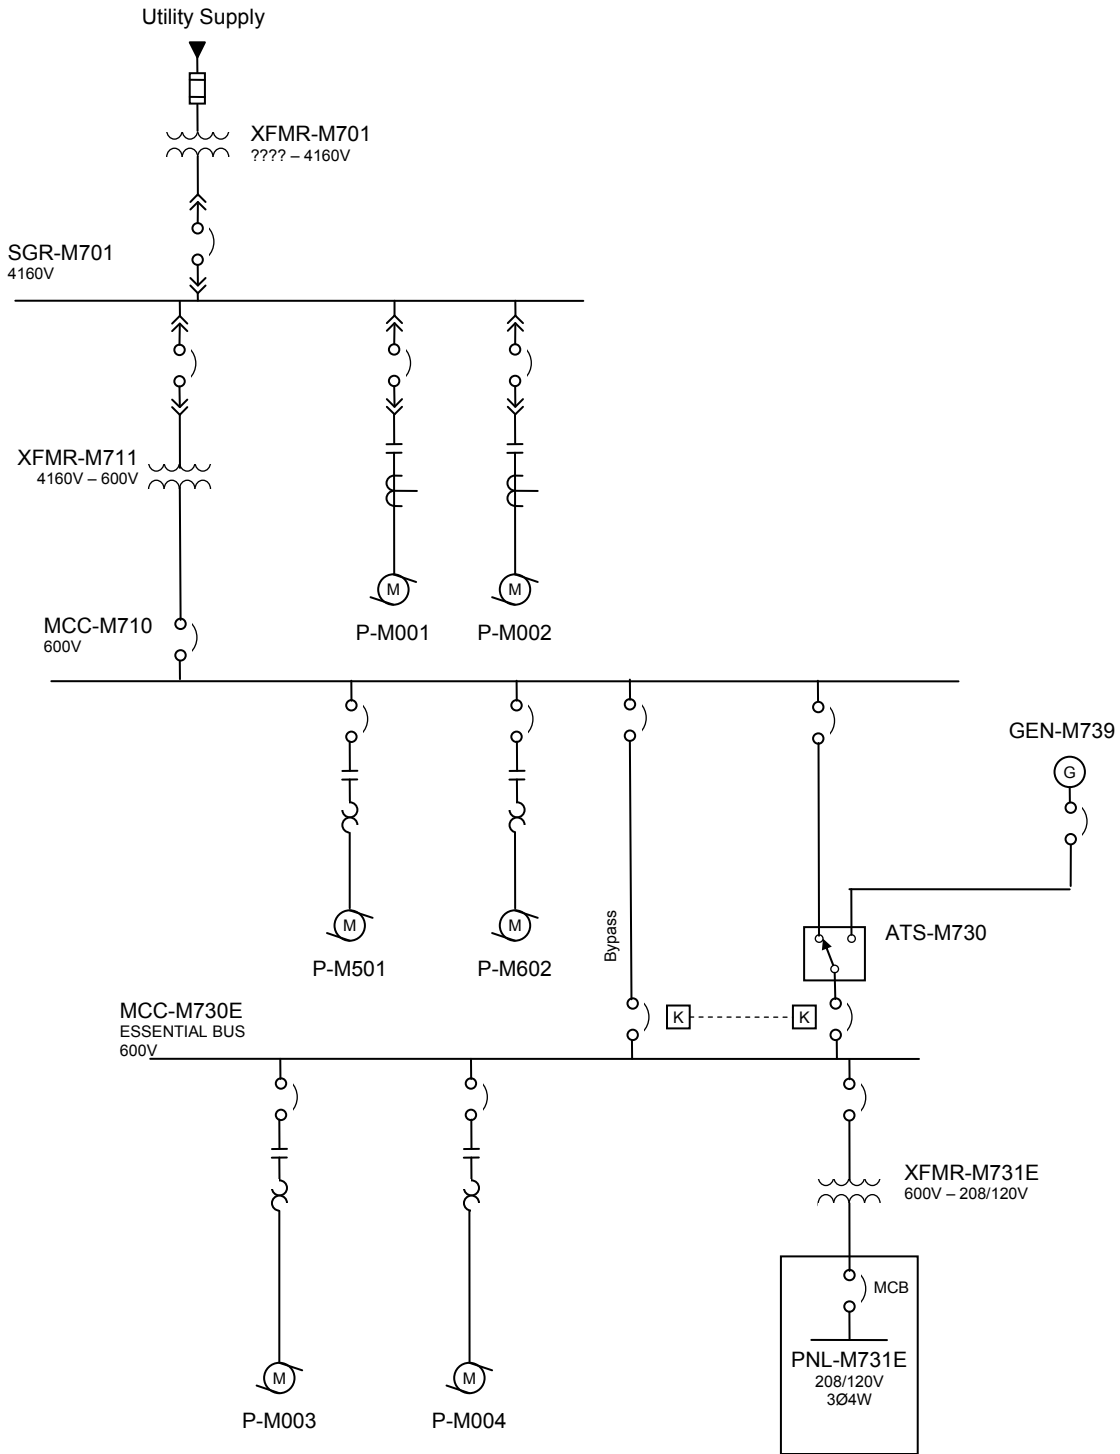 Utility Supply
XFMR-M701
???? – 4160V
SGR-M701
4160V
XFMR-M711
4160V – 600V
M
M
P-M001
P-M002
MCC-M710
600V
GEN-M739
G
Bypass
ATS-M730
M
M
P-M501
P-M602
MCC-M730E
ESSENTIAL BUS
600V
K
K
XFMR-M731E
600V – 208/120V
MCB
PNL-M731E
208/120V
3Ø4W
M
M
P-M003
P-M004